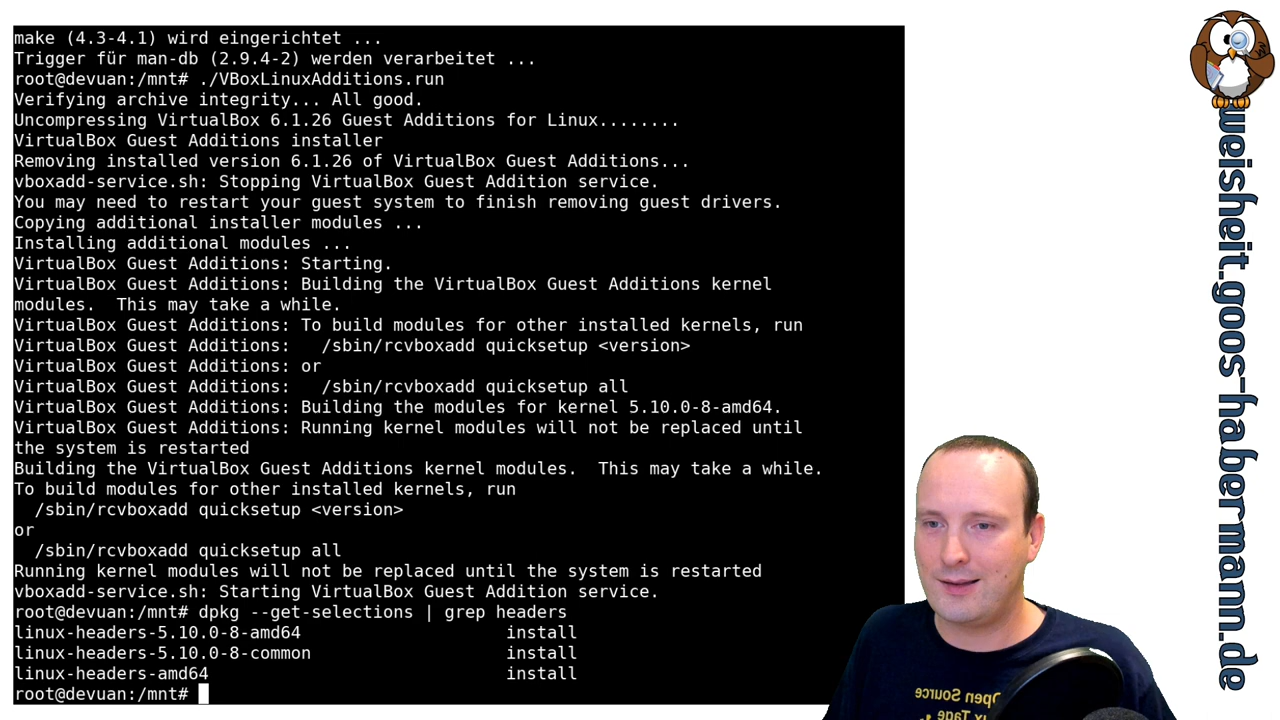 make (4.3-4.1) wird eingerichtet ...
Trigger für man-db (2.9.4-2) werden verarbeitet ...
root@devuan:/mnt# ./VBoxLinuxAdditions.run
Verifying archive integrity... All good.
Uncompressing VirtualBox 6.1.26 Guest Additions for Linux........
VirtualBox Guest Additions installer
Removing installed version 6.1.26 of VirtualBox Guest Additions...
vboxadd-service.sh: Stopping VirtualBox Guest Addition service.
You may need to restart your guest system to finish removing guest drivers.
Copying additional installer modules ...
Installing additional modules ...
VirtualBox Guest Additions: Starting.
VirtualBox Guest Additions: Building the VirtualBox Guest Additions kernel
modules.  This may take a while.
VirtualBox Guest Additions: To build modules for other installed kernels, run
VirtualBox Guest Additions:   /sbin/rcvboxadd quicksetup <version>
VirtualBox Guest Additions: or
VirtualBox Guest Additions:   /sbin/rcvboxadd quicksetup all
VirtualBox Guest Additions: Building the modules for kernel 5.10.0-8-amd64.
VirtualBox Guest Additions: Running kernel modules will not be replaced until
the system is restarted
Building the VirtualBox Guest Additions kernel modules.  This may take a while.
To build modules for other installed kernels, run
  /sbin/rcvboxadd quicksetup <version>
or
  /sbin/rcvboxadd quicksetup all
Running kernel modules will not be replaced until the system is restarted
vboxadd-service.sh: Starting VirtualBox Guest Addition service.
root@devuan:/mnt# dpkg --get-selections | grep headers
linux-headers-5.10.0-8-amd64                    install
linux-headers-5.10.0-8-common                   install
linux-headers-amd64                             install
root@devuan:/mnt#
weisheit.goos-habermann.de
Open Source
ux Tage